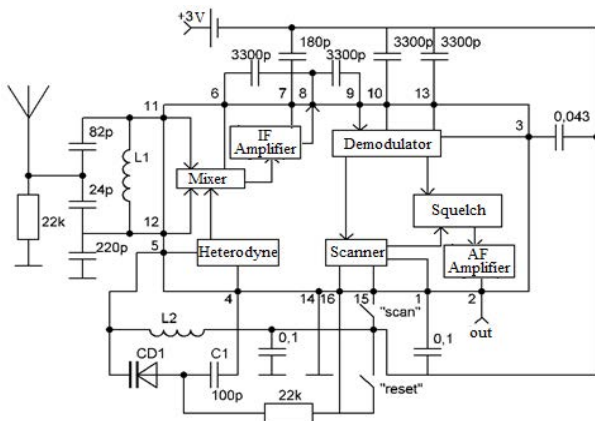 +3V
180p
3300p 3300p 3300p 3300p
6 7 8 9 10 13
11 3 0,043
82p L1 IF Amplifier Demodulator
Mixer
24p
22k 12 Squelch
5
220p Heterodyne Scanner AF Amplifier
4 14 16 15 "scan" 1 2
L2 out
CD1 C1 0,1 0,1
100p 22k "reset"